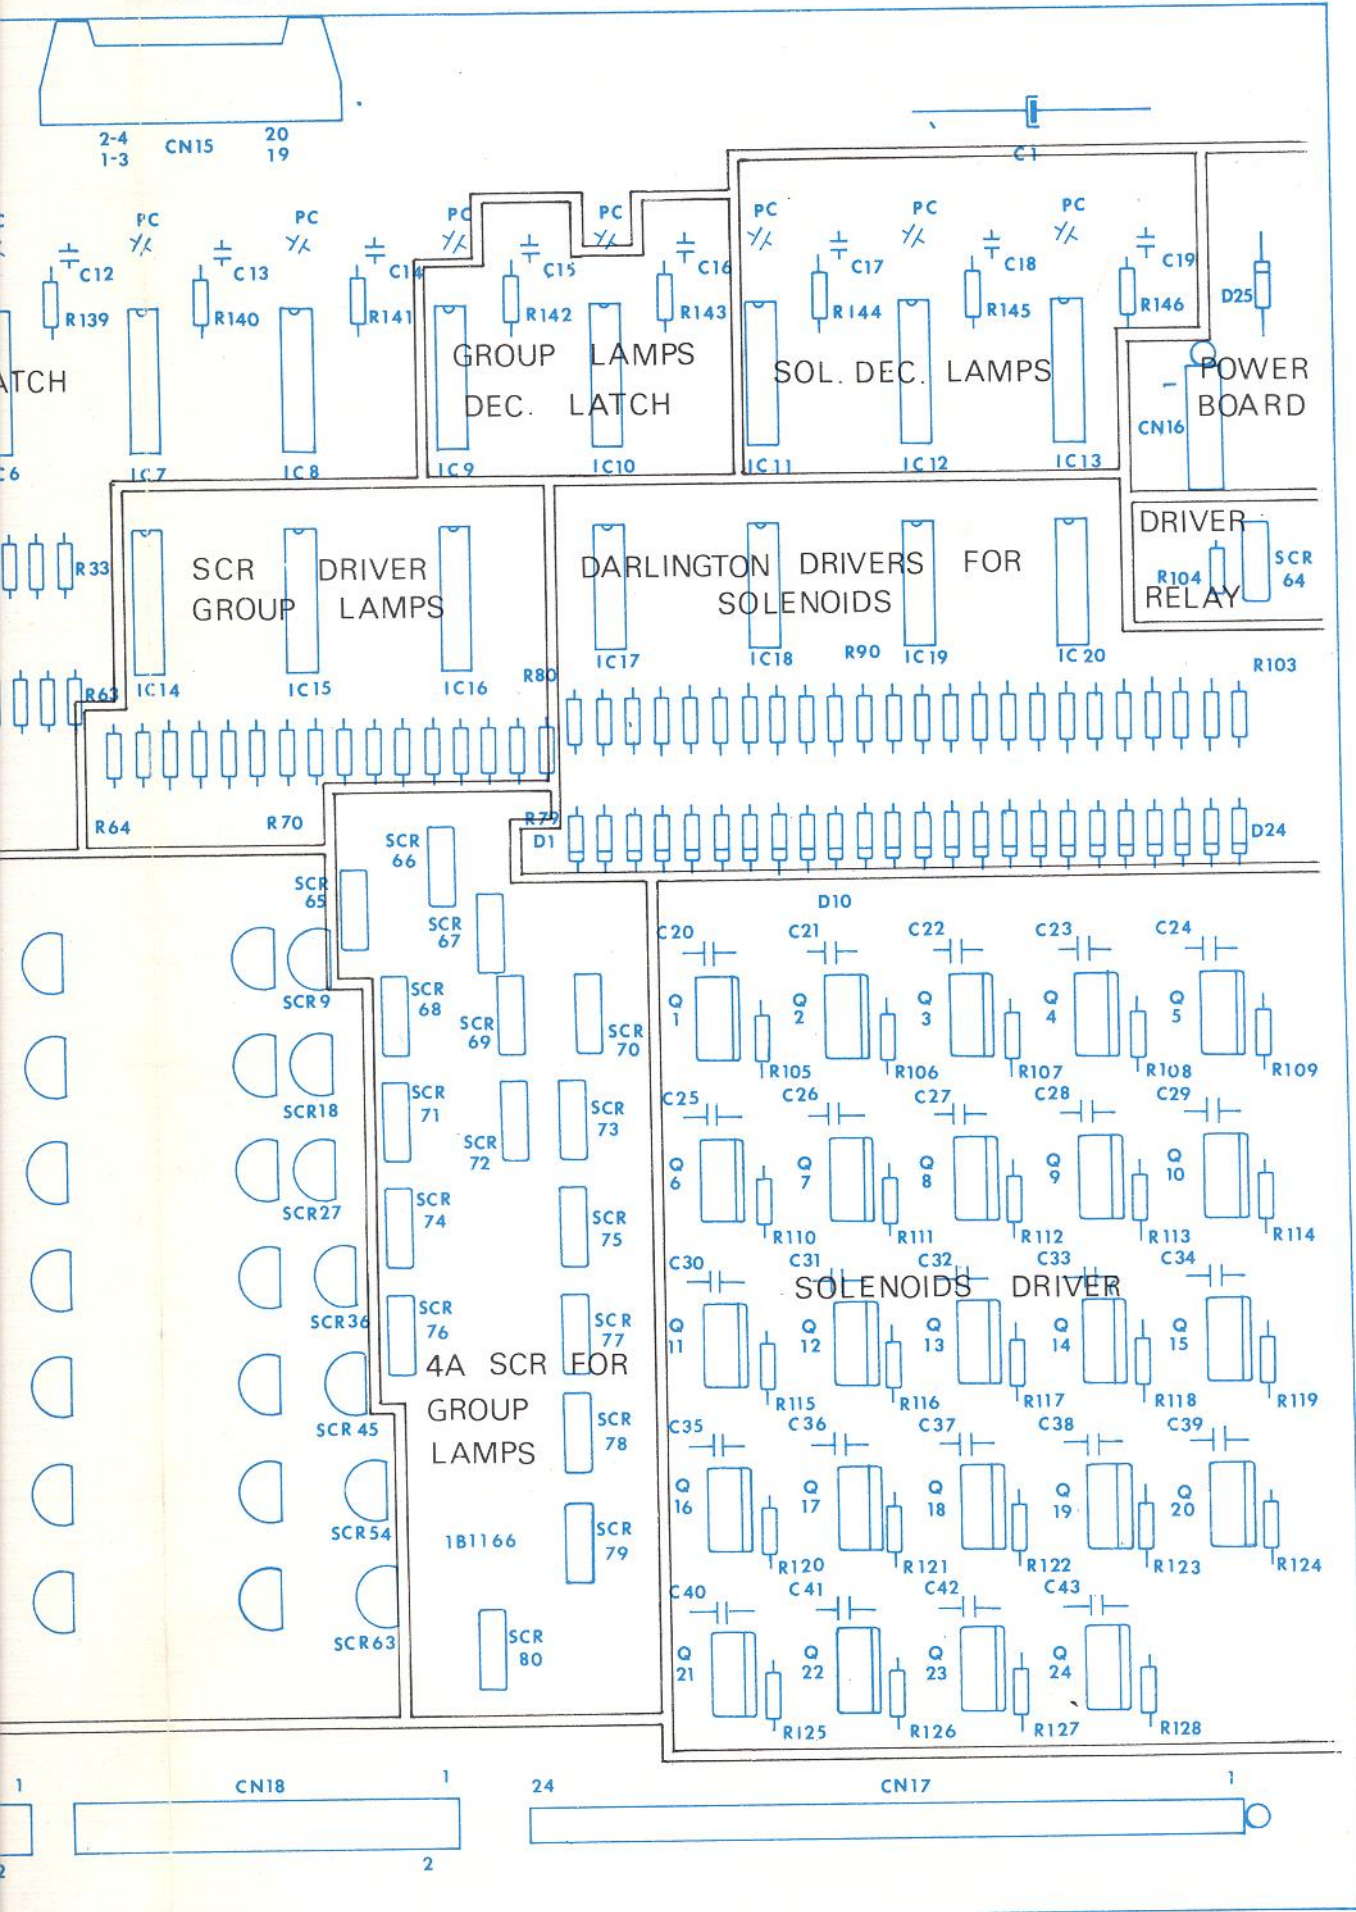 2-4 CN15 20
1-3 19
C1
PC PC PC PC PC PC PC
C12 C13 C14 C15 C16 C17 C18 C19
R139 R140 R141 R142 R143 R144 R145 R146 D25
ATCH
GROUP LAMPS
DEC. LATCH
SOL. DEC. LAMPS
POWER
BOARD
CN16
IC7 IC8 IC9 IC10 IC11 IC12 IC13
DRIVER
RELAY
R104
SCR
64
R33
SCR DRIVER
GROUP LAMPS
DARLINGTON DRIVERS FOR
SOLENOIDS
R63 IC14 IC15 IC16 R80 IC17 IC18 R90 IC19 IC20 R103
R64 R70 R79
D1 D24
D10
SCR
66
SCR
65
SCR
67
SCR9
SCR
68
SCR
69
SCR
70
SCR18
SCR
71
SCR
72
SCR
73
SCR27
SCR
74
SCR
75
SCR36
SCR
76
SCR
77
4A SCR FOR
GROUP
LAMPS
SCR45
SCR
78
SCR54
1B1166
SCR
79
SCR63
SCR
80
C20 C21 C22 C23 C24
Q Q Q Q Q
1 2 3 4 5
R105 R106 R107 R108 R109
C25 C26 C27 C28 C29
Q Q Q Q Q
6 7 8 9 10
R110 R111 R112 R113 R114
C30 C31 C32 C33 C34
SOLENOIDS DRIVER
Q Q Q Q Q
11 12 13 14 15
R115 R116 R117 R118 R119
C35 C36 C37 C38 C39
Q Q Q Q Q
16 17 18 19 20
R120 R121 R122 R123 R124
C40 C41 C42 C43
Q Q Q Q
21 22 23 24
R125 R126 R127 R128
1 CN18 1 24 CN17 1
2 2